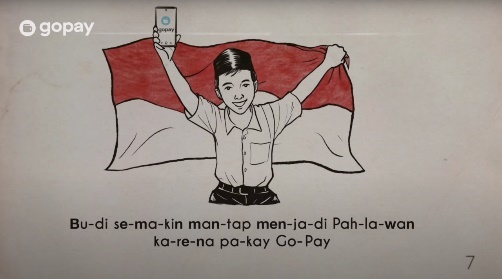 gopay
Bu-di se-ma-kin man-tap men-ja-di Pah-la-wan
ka-re-na pa-kay Go-Pay
7